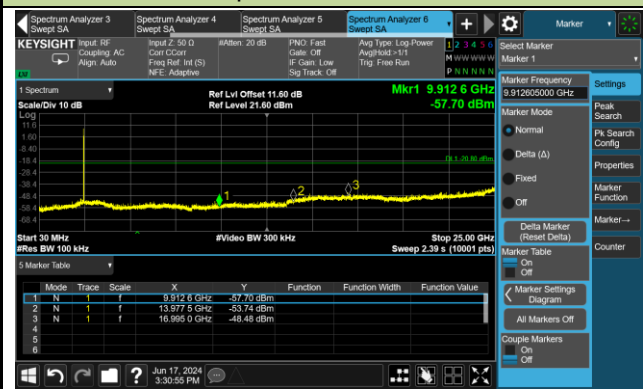 Spectrum Analyzer 3
Swept SA
Spectrum Analyzer 4
Swept SA
Spectrum Analyzer 5
Swept SA
Spectrum Analyzer 6
Swept SA
Marker
KEYSIGHT
Input: RF
Coupling: AC
Align: Auto
Input Z: 50 Ω
Corr CCorr
Freq Ref: Int (S)
NFE: Adaptive
#Atten: 20 dB
PNO: Fast
Gate: Off
IF Gain: Low
Sig Track: Off
Avg Type: Log-Power
Avg|Hold:>1/1
Trig: Free Run
1 2 3 4 5 6
M W W W W W
P N N N N N
Select Marker
Marker 1
1 Spectrum
Scale/Div 10 dB
Ref Lvl Offset 11.60 dB
Ref Level 21.60 dBm
Mkr1 9.912 6 GHz
-57.70 dBm
Log
11.6
1.60
-8.40
-18.4
-28.4
-38.4
-48.4
-58.4
-68.4
DL1 -20.80 dBm
1
2
3
Start 30 MHz
#Res BW 100 kHz
#Video BW 300 kHz
Stop 25.00 GHz
Sweep 2.39 s (10001 pts)
5 Marker Table
Mode Trace Scale X Y Function Function Width Function Value
1 N 1 f 9.912 6 GHz -57.70 dBm
2 N 1 f 13.977 5 GHz -53.74 dBm
3 N 1 f 16.995 0 GHz -48.48 dBm
4
5
6
Marker Frequency
9.912605000 GHz
Marker Mode
Normal
Delta (Δ)
Fixed
Off
Delta Marker
(Reset Delta)
Marker Table
On
Off
Marker Settings
Diagram
All Markers Off
Couple Markers
On
Off
Settings
Peak
Search
Pk Search
Config
Properties
Marker
Function
Marker→
Counter
Jun 17, 2024
3:30:55 PM